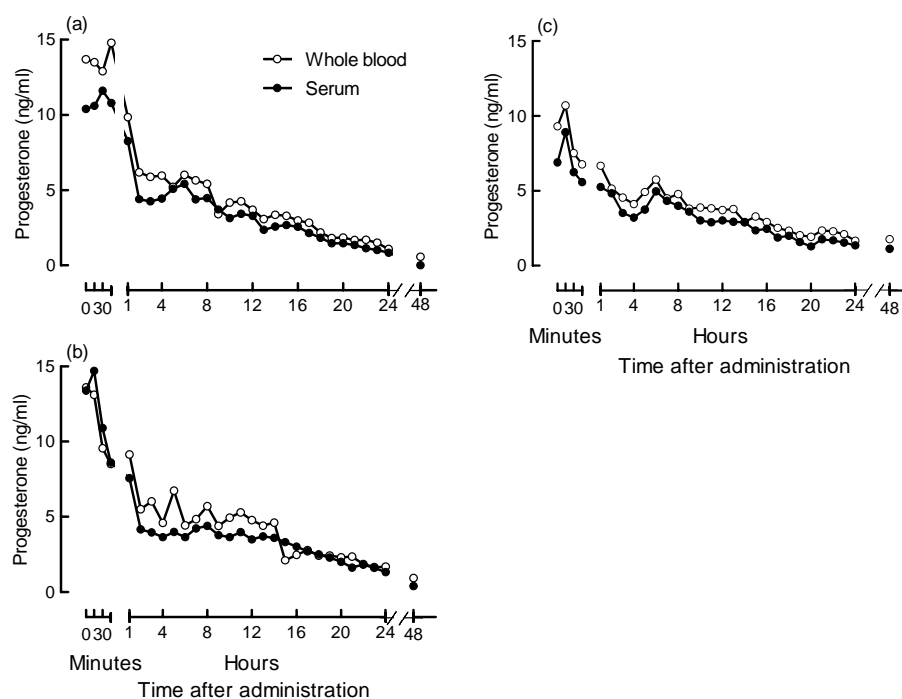 (a)
15
10
5
0
Progesterone (ng/ml)
Whole blood
Serum
0 30
1 4 8 12 16 20 24 48
(b)
15
10
5
0
Progesterone (ng/ml)
0 30
1 4 8 12 16 20 24 48
Minutes Hours
Time after administration
(c)
15
10
5
0
Progesterone (ng/ml)
0 30
1 4 8 12 16 20 24 48
Minutes Hours
Time after administration